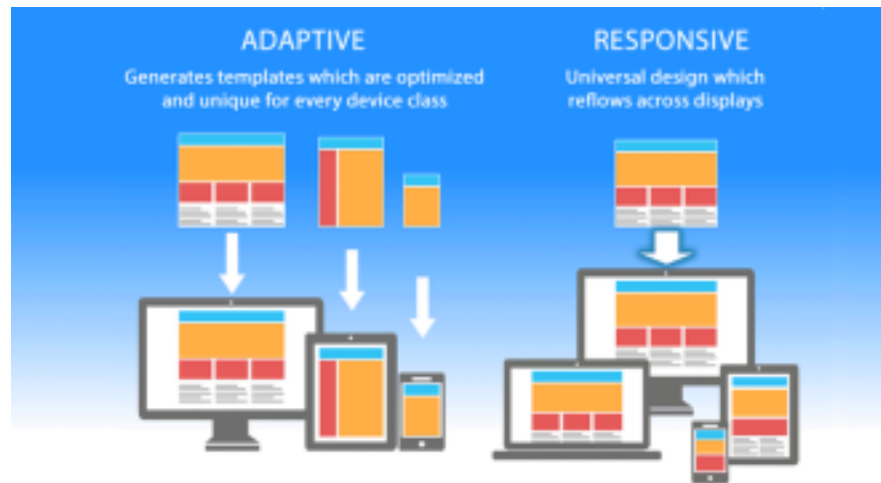 ADAPTIVE
Generates templates which are optimized
and unique for every device class
RESPONSIVE
Universal design which
reflows across displays